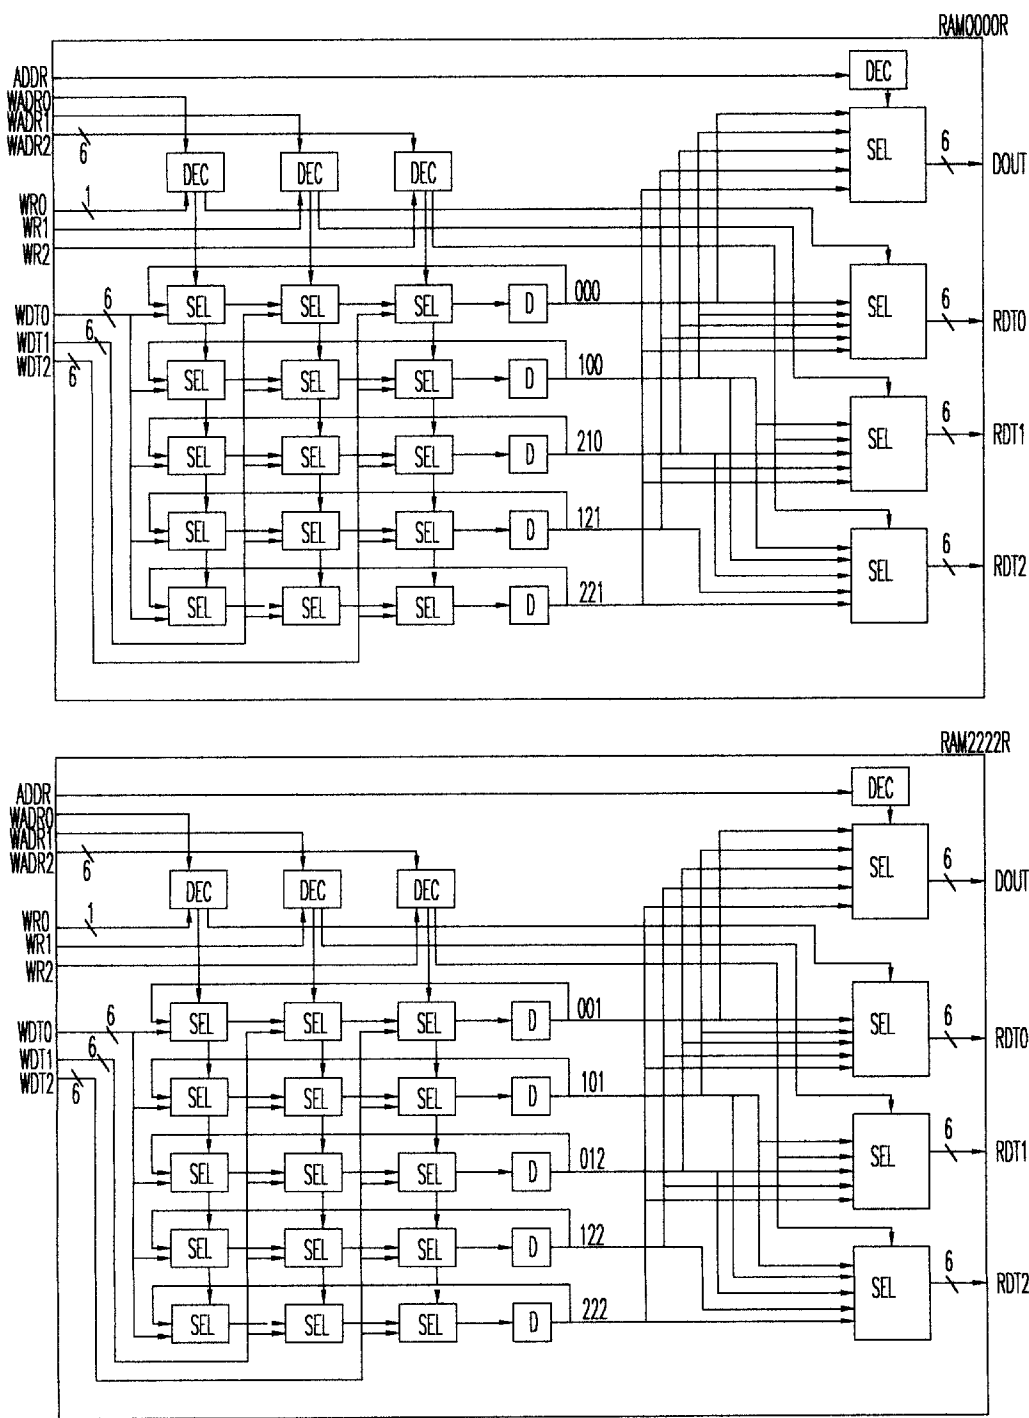 RAM0000R
ADDR
DEC
WADR0
WADR1
WADR2
6
SEL
6
DOUT
DEC
DEC
DEC
WR0
1
WR1
WR2
000
SEL
SEL
SEL
D
SEL
6
RDT0
WDT0
6
WDT1
6
WDT2
6
100
SEL
SEL
SEL
D
210
SEL
6
RDT1
SEL
SEL
SEL
D
121
SEL
SEL
SEL
D
SEL
6
RDT2
221
SEL
SEL
SEL
D
RAM2222R
ADDR
DEC
WADR0
WADR1
WADR2
6
SEL
6
DOUT
DEC
DEC
DEC
WR0
1
WR1
WR2
001
SEL
SEL
SEL
D
SEL
6
RDT0
WDT0
6
WDT1
6
WDT2
6
101
SEL
SEL
SEL
D
012
SEL
6
RDT1
SEL
SEL
SEL
D
122
SEL
SEL
SEL
D
SEL
6
RDT2
222
SEL
SEL
SEL
D